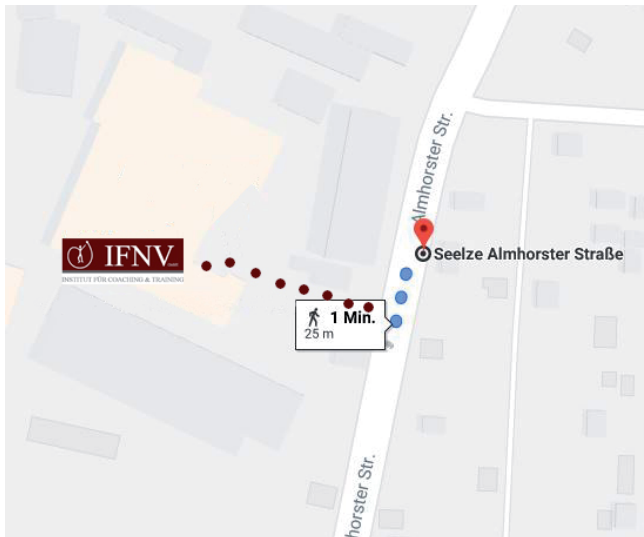 Almhorster Str.
Seelze Almhorster Straße
IFNV
INSTITUT FÜR COACHING & TRAINING
1 Min.
25 m
horster Str.